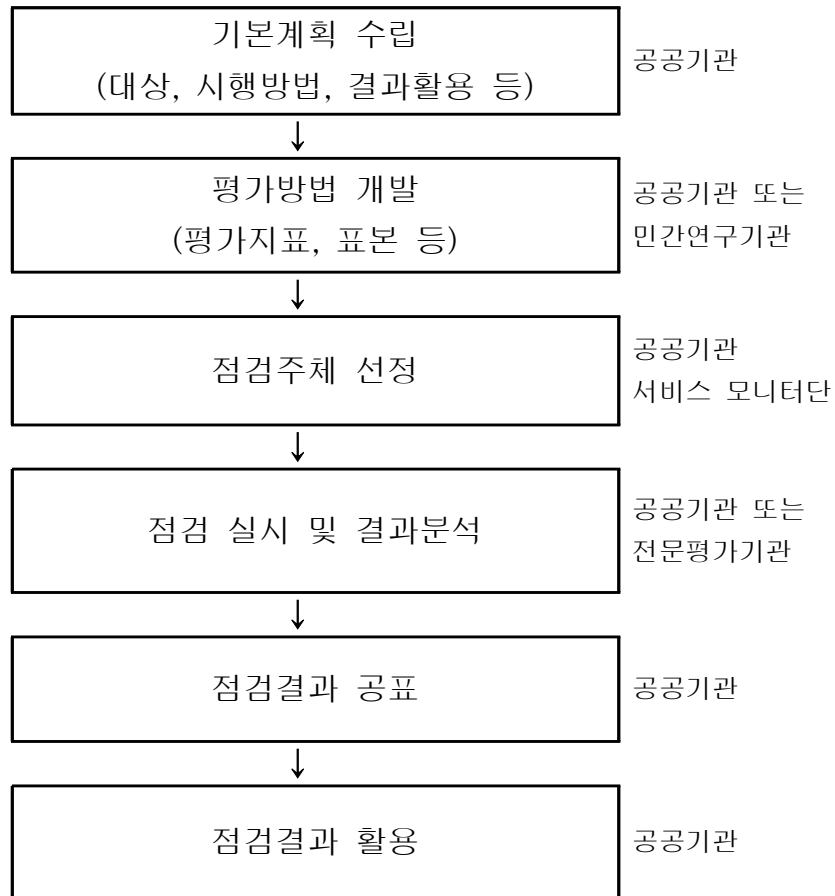 기본계획 수립
(대상, 시행방법, 결과활용 등)
공공기관
↓
평가방법 개발
(평가지표, 표본 등)
공공기관 또는
민간연구기관
↓
점검주체 선정
공공기관
서비스 모니터단
↓
점검 실시 및 결과분석
공공기관 또는
전문평가기관
↓
점검결과 공표
공공기관
↓
점검결과 활용
공공기관